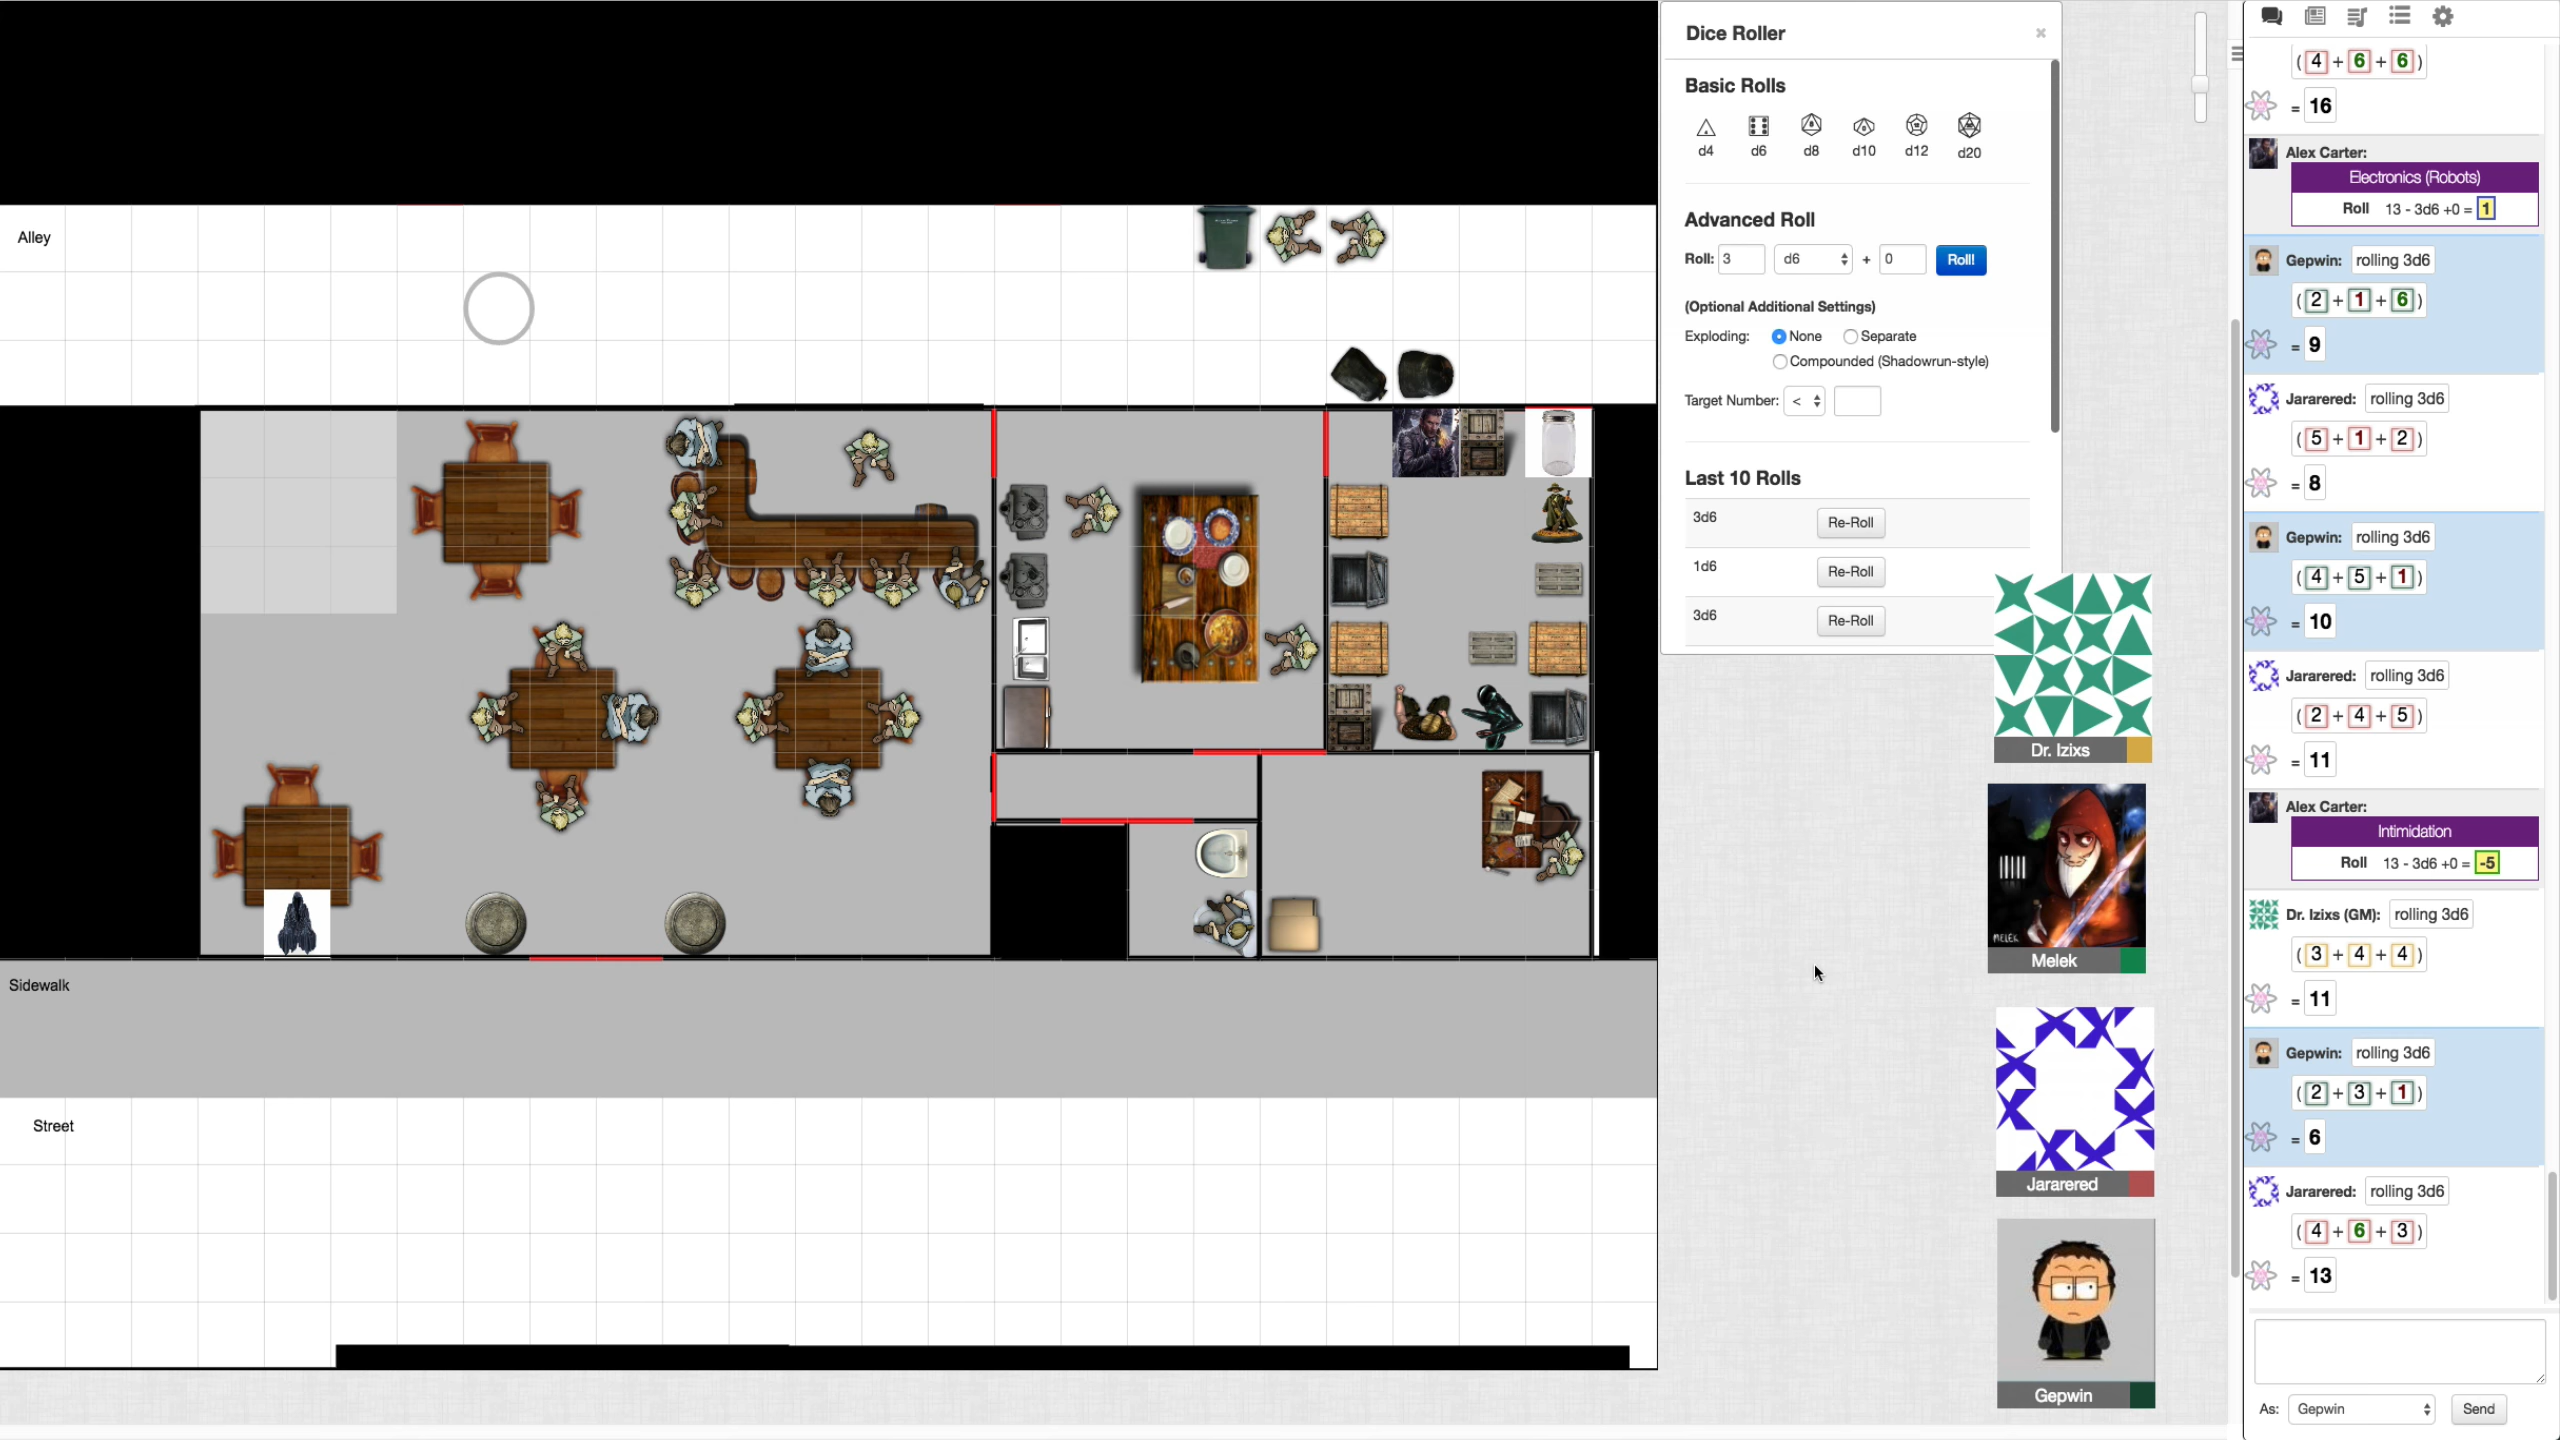 Alley
Sidewalk
Street
Dice Roller
×
Basic Rolls
d4 d6 d8 d10 d12 d20
Advanced Roll
Roll: 3 d6 + 0 Roll!
(Optional Additional Settings)
Exploding: None Separate
Compounded (Shadowrun-style)
Target Number: <
Last 10 Rolls
3d6 Re-Roll
1d6 Re-Roll
3d6 Re-Roll
Dr. Izixs
MELEK
Melek
Jararered
Gepwin
(4+6+6)
= 16
Alex Carter:
Electronics (Robots)
Roll 13 - 3d6 +0 = 1
Gepwin: rolling 3d6
(2+1+6)
= 9
Jararered: rolling 3d6
(5+1+2)
= 8
Gepwin: rolling 3d6
(4+5+1)
= 10
Jararered: rolling 3d6
(2+4+5)
= 11
Alex Carter:
Intimidation
Roll 13 - 3d6 +0 = -5
Dr. Izixs (GM): rolling 3d6
(3+4+4)
= 11
Gepwin: rolling 3d6
(2+3+1)
= 6
Jararered: rolling 3d6
(4+6+3)
= 13
As: Gepwin Send